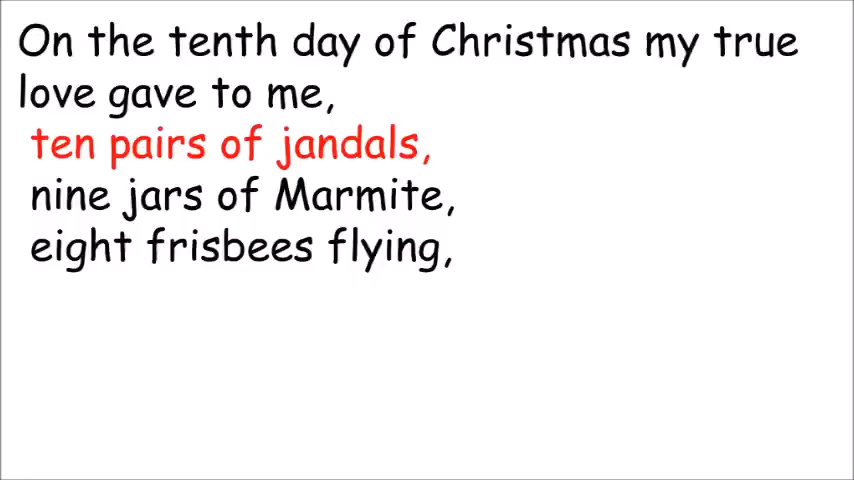 On the tenth day of Christmas my true
love gave to me,
ten pairs of jandals,
nine jars of Marmite,
eight frisbees flying,